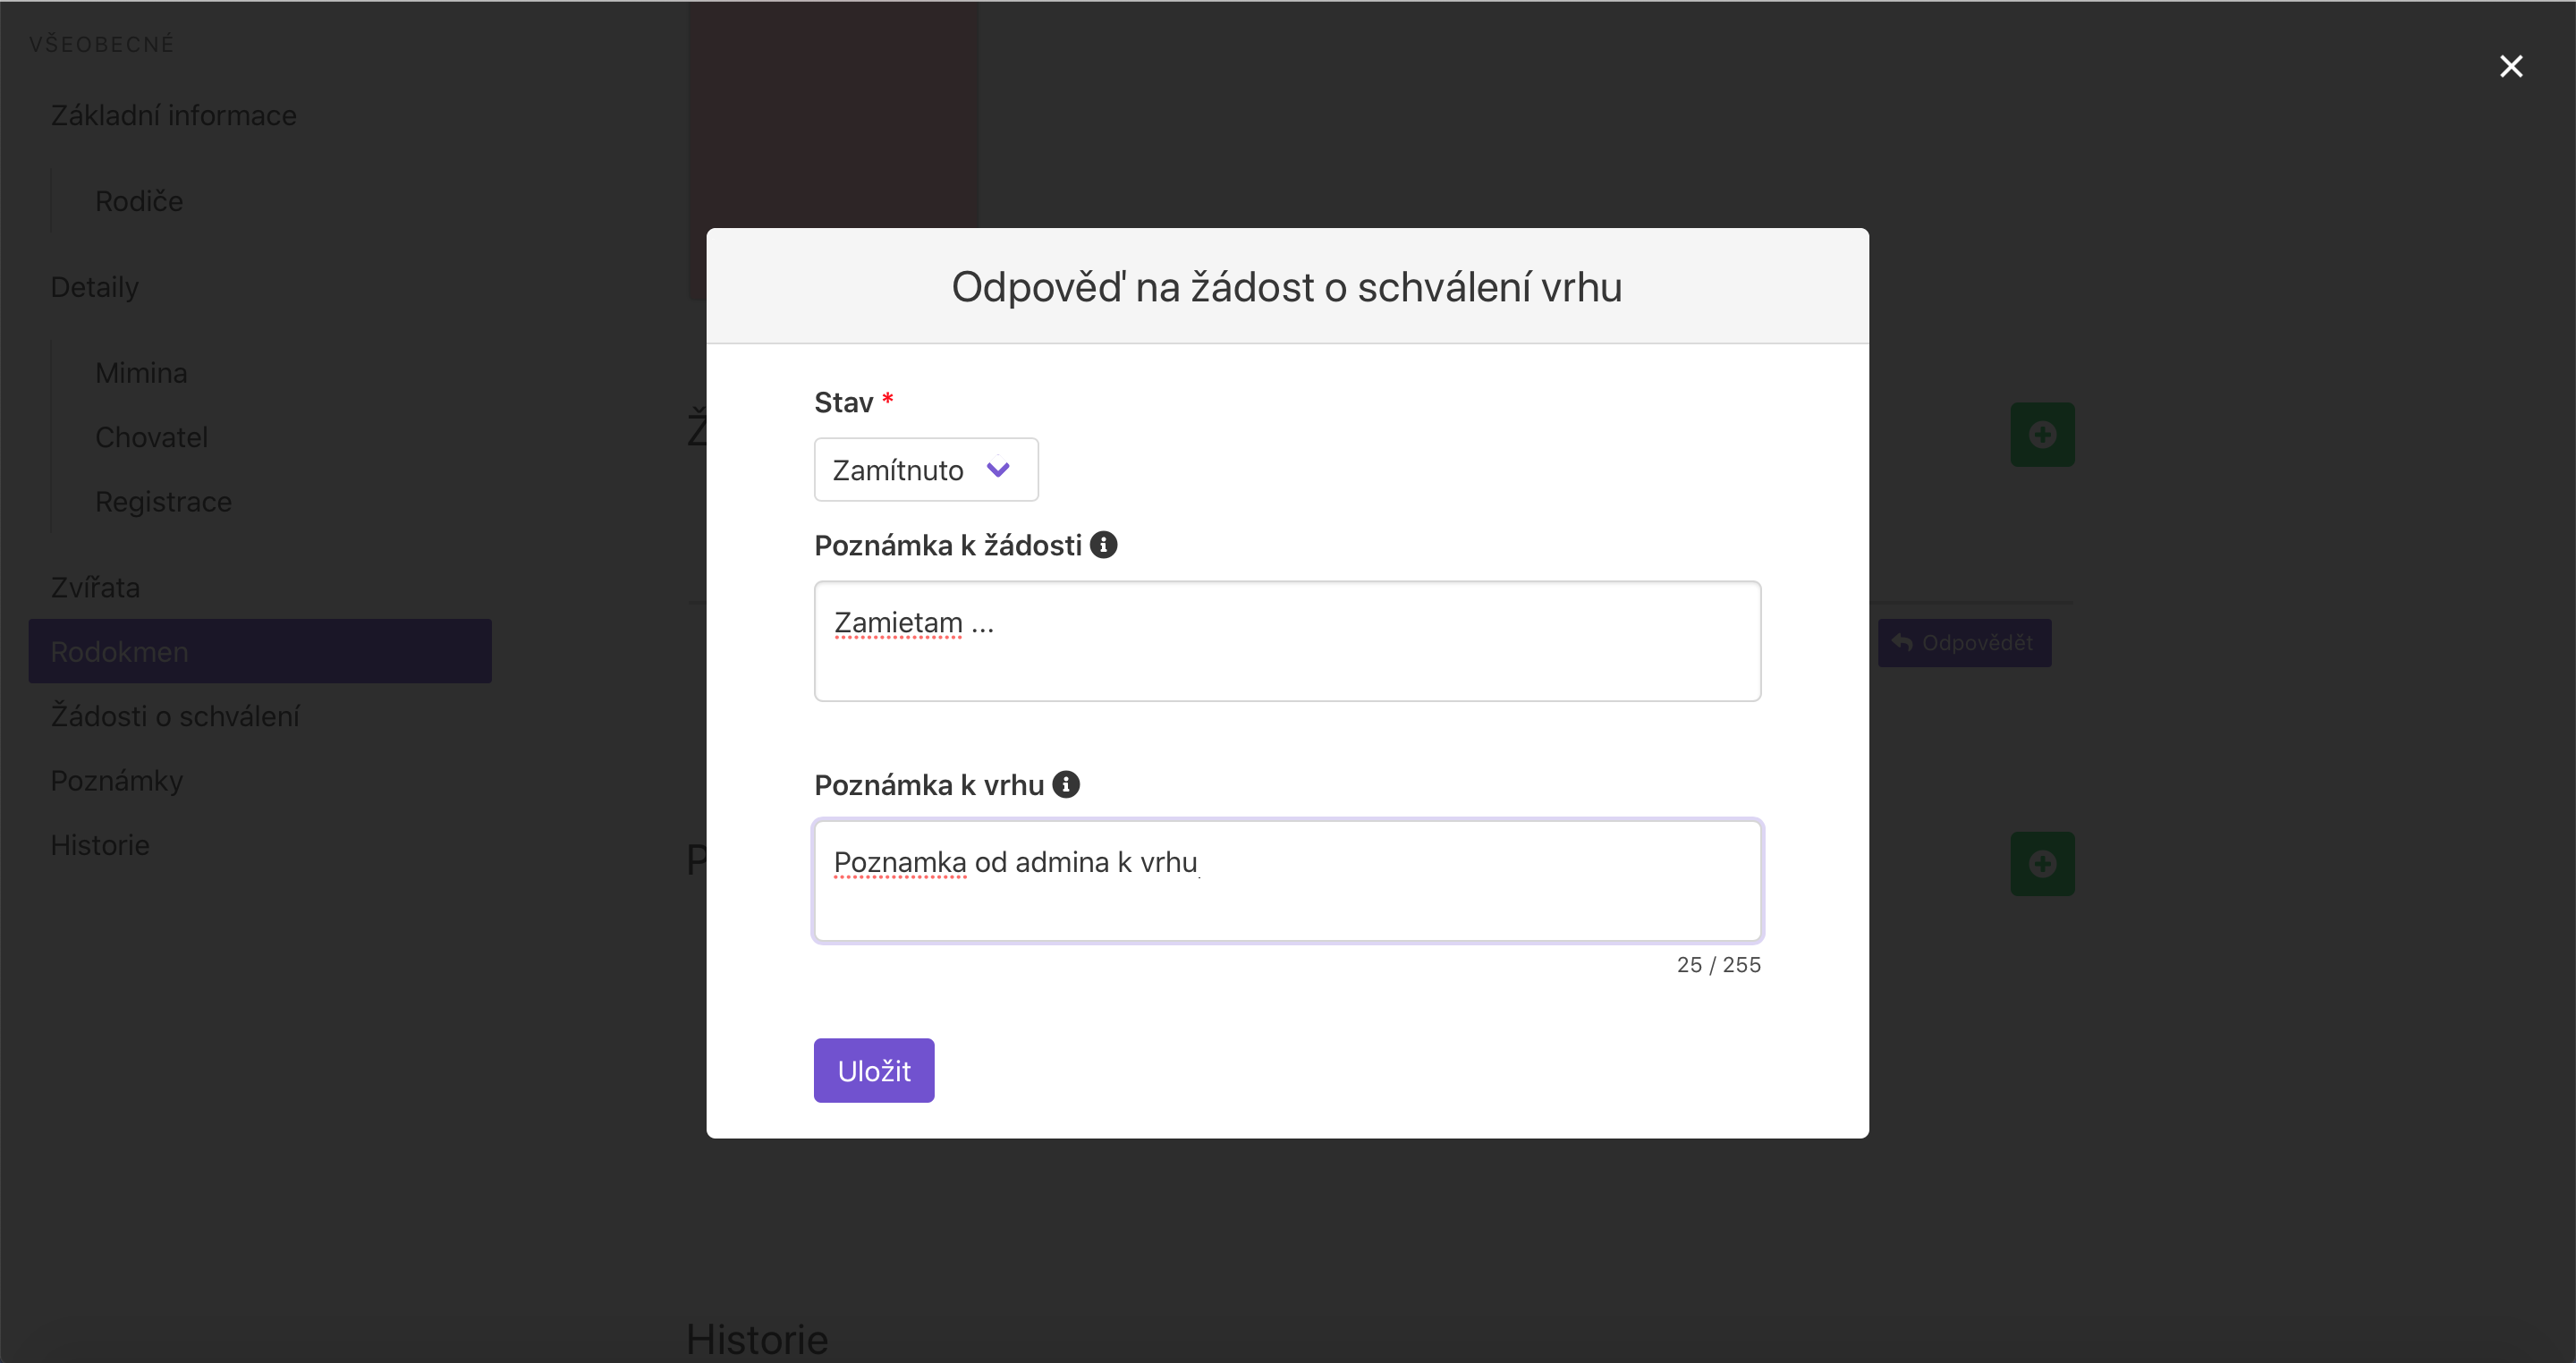 VŠEOBECNÉ
Základní informace
Rodiče
Detaily
Mimina
Chovatel
Registrace
Zvířata
Rodokmen
Žádosti o schválení
Poznámky
Historie
Odpověď na žádost o schválení vrhu
Stav *
Zamítnuto
Poznámka k žádosti
Zamietam ...
Poznámka k vrhu
Poznamka od admina k vrhu
25 / 255
Uložit
Ž
Odpovědět
P
Historie